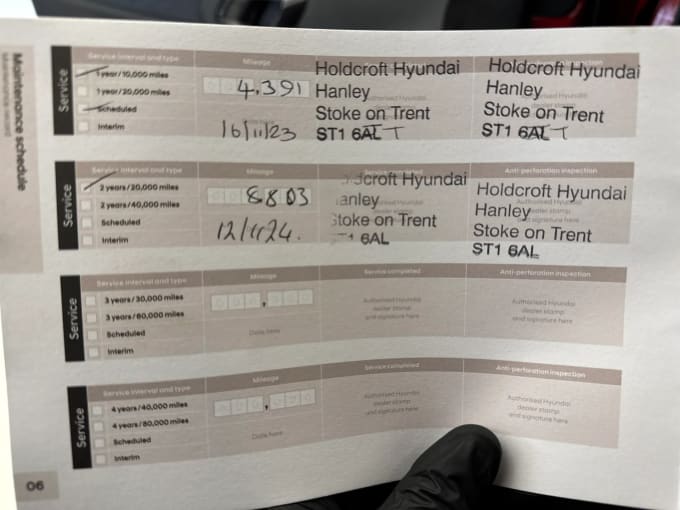 Maintenance schedule
Maintenance record
Service
Service interval and type
1 year/10,000 miles
1 year/20,000 miles
Scheduled
Interim
Mileage
4,391
16/11/23
Holdcroft Hyundai
Hanley
Stoke on Trent
ST1 6AL
Holdcroft Hyundai
Hanley
Stoke on Trent
ST1 6AL
Service
Service interval and type
2 years/20,000 miles
2 years/40,000 miles
Scheduled
Interim
Mileage
8803
dcroft Hyundai
anley
Stoke on Trent
6AL
Anti-perforation inspection
Holdcroft Hyundai
Hanley
Stoke on Trent
ST1 6AL
Service
Service interval and type
3 years/30,000 miles
3 years/60,000 miles
Scheduled
Interim
Mileage
Date here
Service completed
Authorised Hyundai
dealer stamp
and signature here
Anti-perforation inspection
Authorised Hyundai
dealer stamp
and signature here
Service
Service interval and type
4 years/40,000 miles
4 years/80,000 miles
Scheduled
Interim
Mileage
Date here
Service completed
Authorised Hyundai
dealer stamp
and signature here
Anti-perforation inspection
Authorised Hyundai
dealer stamp
and signature here
06